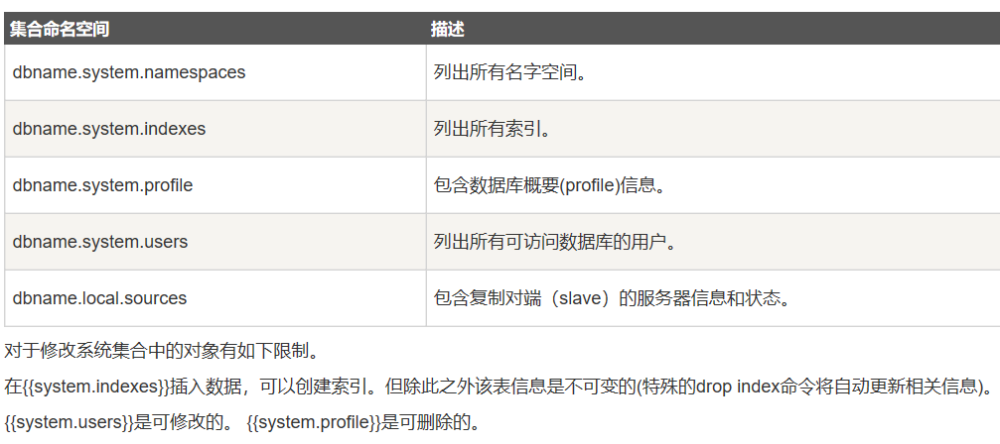 集合命名空间 描述
dbname.system.namespaces 列出所有名字空间。
dbname.system.indexes 列出所有索引。
dbname.system.profile 包含数据库概要(profile)信息。
dbname.system.users 列出所有可访问数据库的用户。
dbname.local.sources 包含复制对端（slave）的服务器信息和状态。
对于修改系统集合中的对象有如下限制。
在{{system.indexes}}插入数据，可以创建索引。但除此之外该表信息是不可变的(特殊的drop index命令将自动更新相关信息)。
{{system.users}}是可修改的。 {{system.profile}}是可删除的。